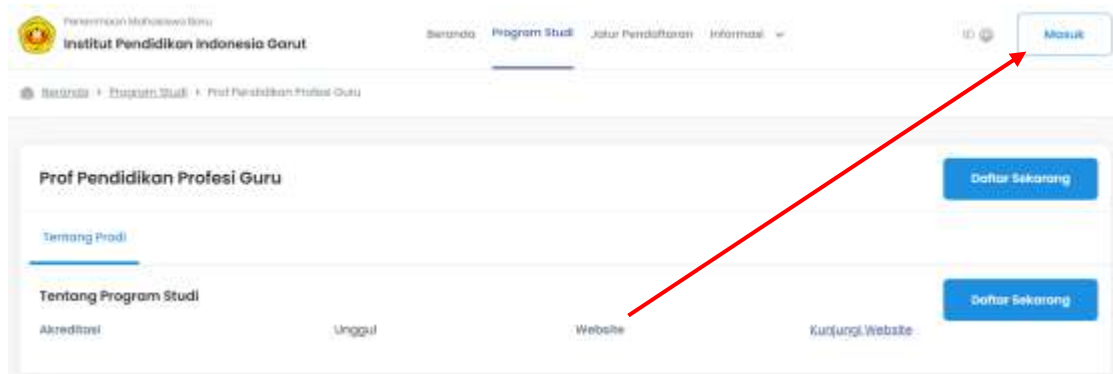 Penerimaan Mahasiswa Baru
Institut Pendidikan Indonesia Garut
Beranda Program Studi Jalur Pendaftaran Informasi
ID
Masuk
Beranda Program Studi Prof Pendidikan Profesi Guru
Prof Pendidikan Profesi Guru
Daftar Sekarang
Tentang Prodi
Tentang Program Studi
Daftar Sekarang
Akreditasi Unggul Website Kunjungi Website